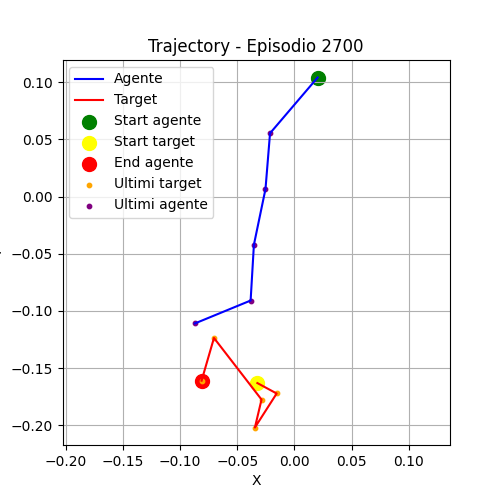 Trajectory - Episodio 2700
Agente
Target
Start agente
Start target
End agente
Ultimi target
Ultimi agente
0.10
0.05
0.00
−0.05
−0.10
−0.15
−0.20
−0.20 −0.15 −0.10 −0.05 0.00 0.05 0.10
X